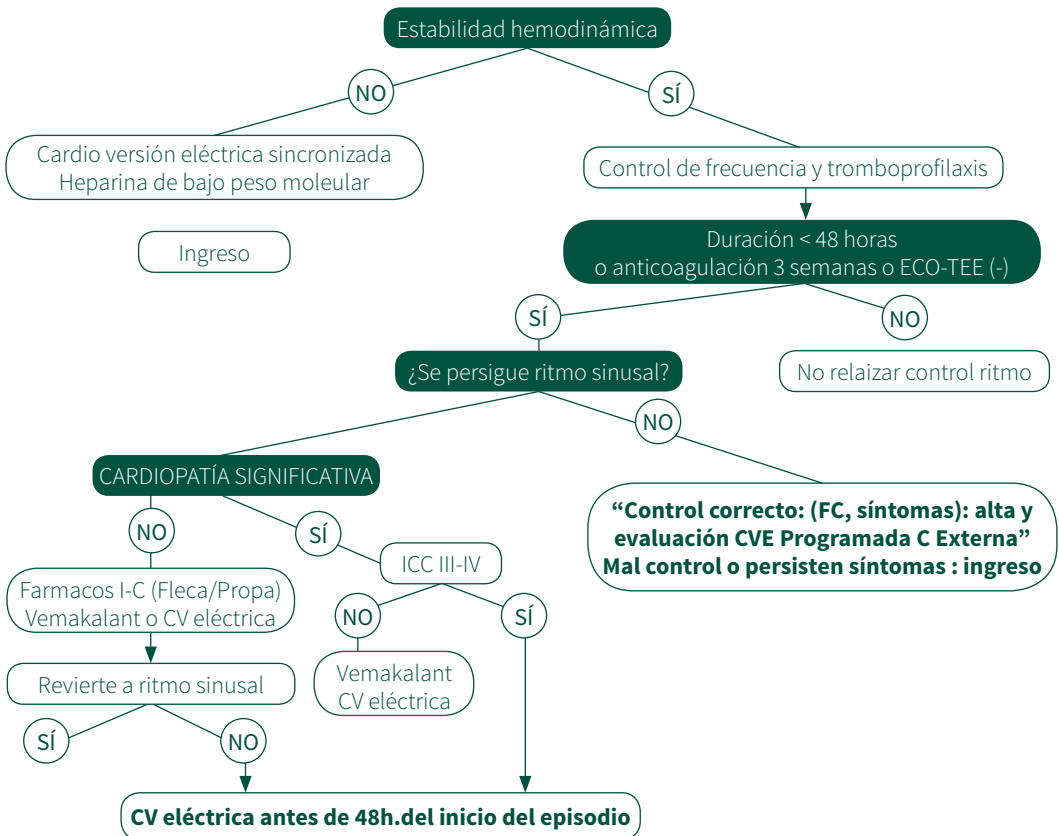 Estabilidad hemodinámica
NO
SÍ
Cardio versión eléctrica sincronizada
Heparina de bajo peso moleular
Control de frecuencia y tromboprofilaxis
Ingreso
Duración < 48 horas
o anticoagulación 3 semanas o ECO-TEE (-)
SÍ
NO
¿Se persigue ritmo sinusal?
No relaizar control ritmo
NO
CARDIOPATÍA SIGNIFICATIVA
NO
SÍ
“Control correcto: (FC, síntomas): alta y
evaluación CVE Programada C Externa”
Mal control o persisten síntomas : ingreso
ICC III-IV
Farmacos I-C (Fleca/Propa)
Vemakalant o CV eléctrica
NO
SÍ
Revierte a ritmo sinusal
Vemakalant
CV eléctrica
SÍ
NO
CV eléctrica antes de 48h.del inicio del episodio